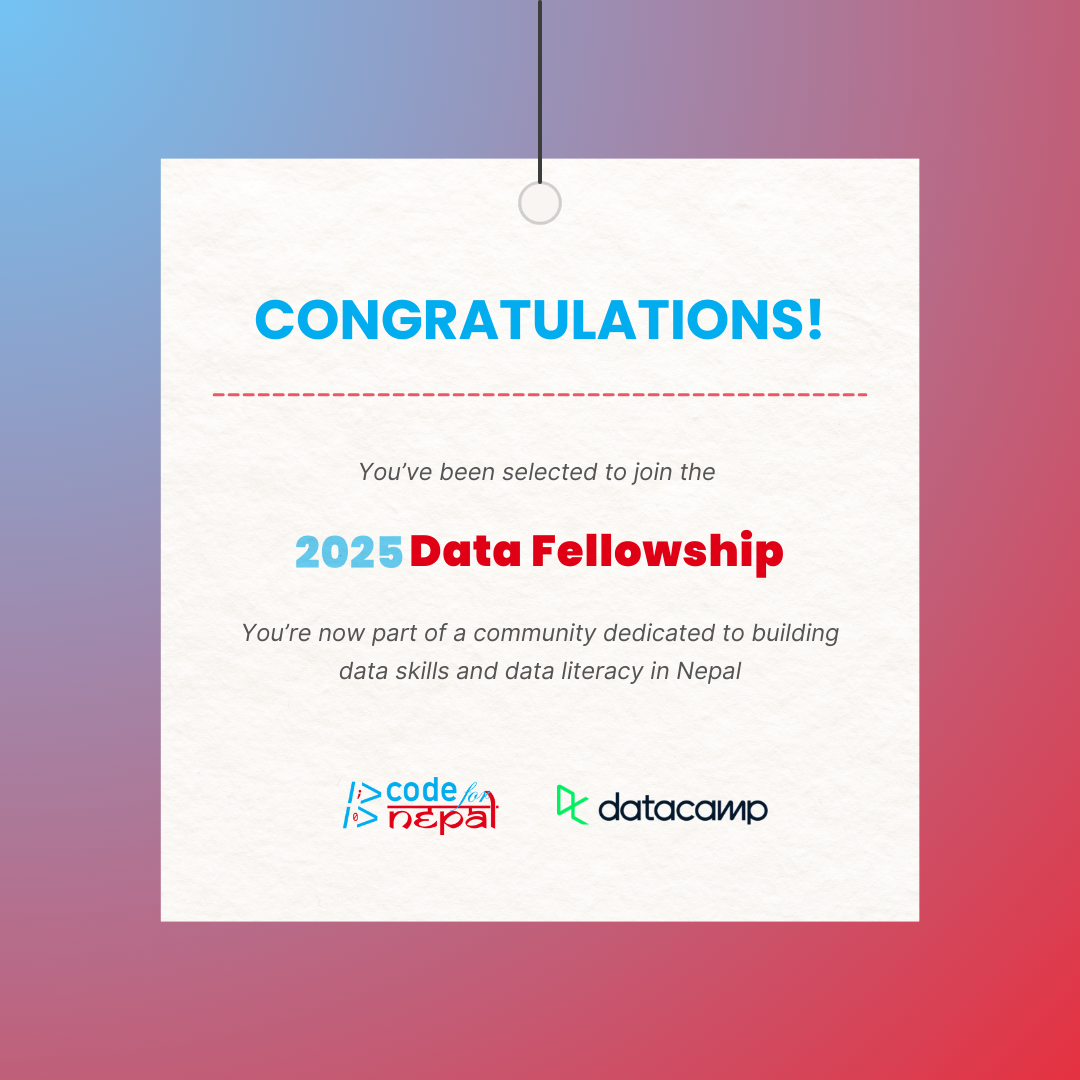 CONGRATULATIONS!
You’ve been selected to join the
2025 Data Fellowship
You’re now part of a community dedicated to building
data skills and data literacy in Nepal
code for
nepal
datacamp